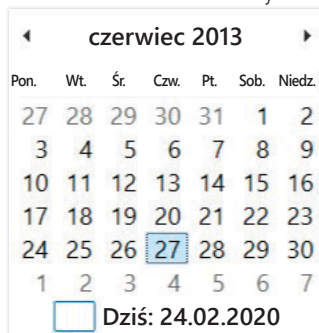 czerwiec 2013
Pon. Wt. Śr. Czw. Pt. Sob. Niedz.
27 28 29 30 31 1 2
3 4 5 6 7 8 9
10 11 12 13 14 15 16
17 18 19 20 21 22 23
24 25 26 27 28 29 30
1 2 3 4 5 6 7
Dziś: 24.02.2020